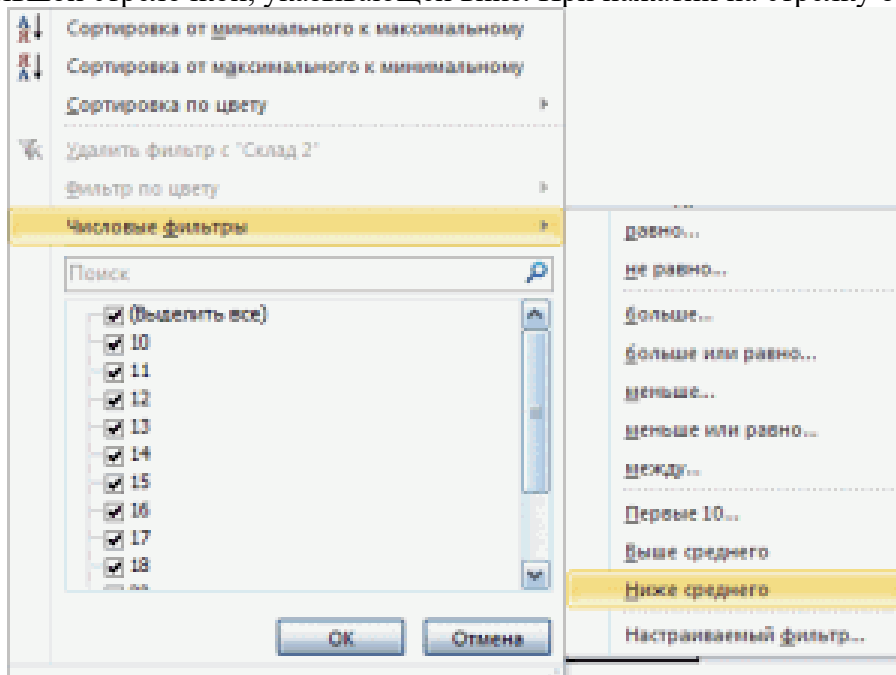 Сортировка от минимального к максимальному
Сортировка от максимального к минимальному
Сортировка по цвету
Удалить фильтр с "Склад 2"
Фильтр по цвету
Числовые фильтры
Поиск
(Выделить все)
10
11
12
13
14
15
16
17
18
ОК
Отмена
равно...
не равно...
больше...
больше или равно...
меньше...
меньше или равно...
между...
Первые 10...
Выше среднего
Ниже среднего
Настраиваемый фильтр...